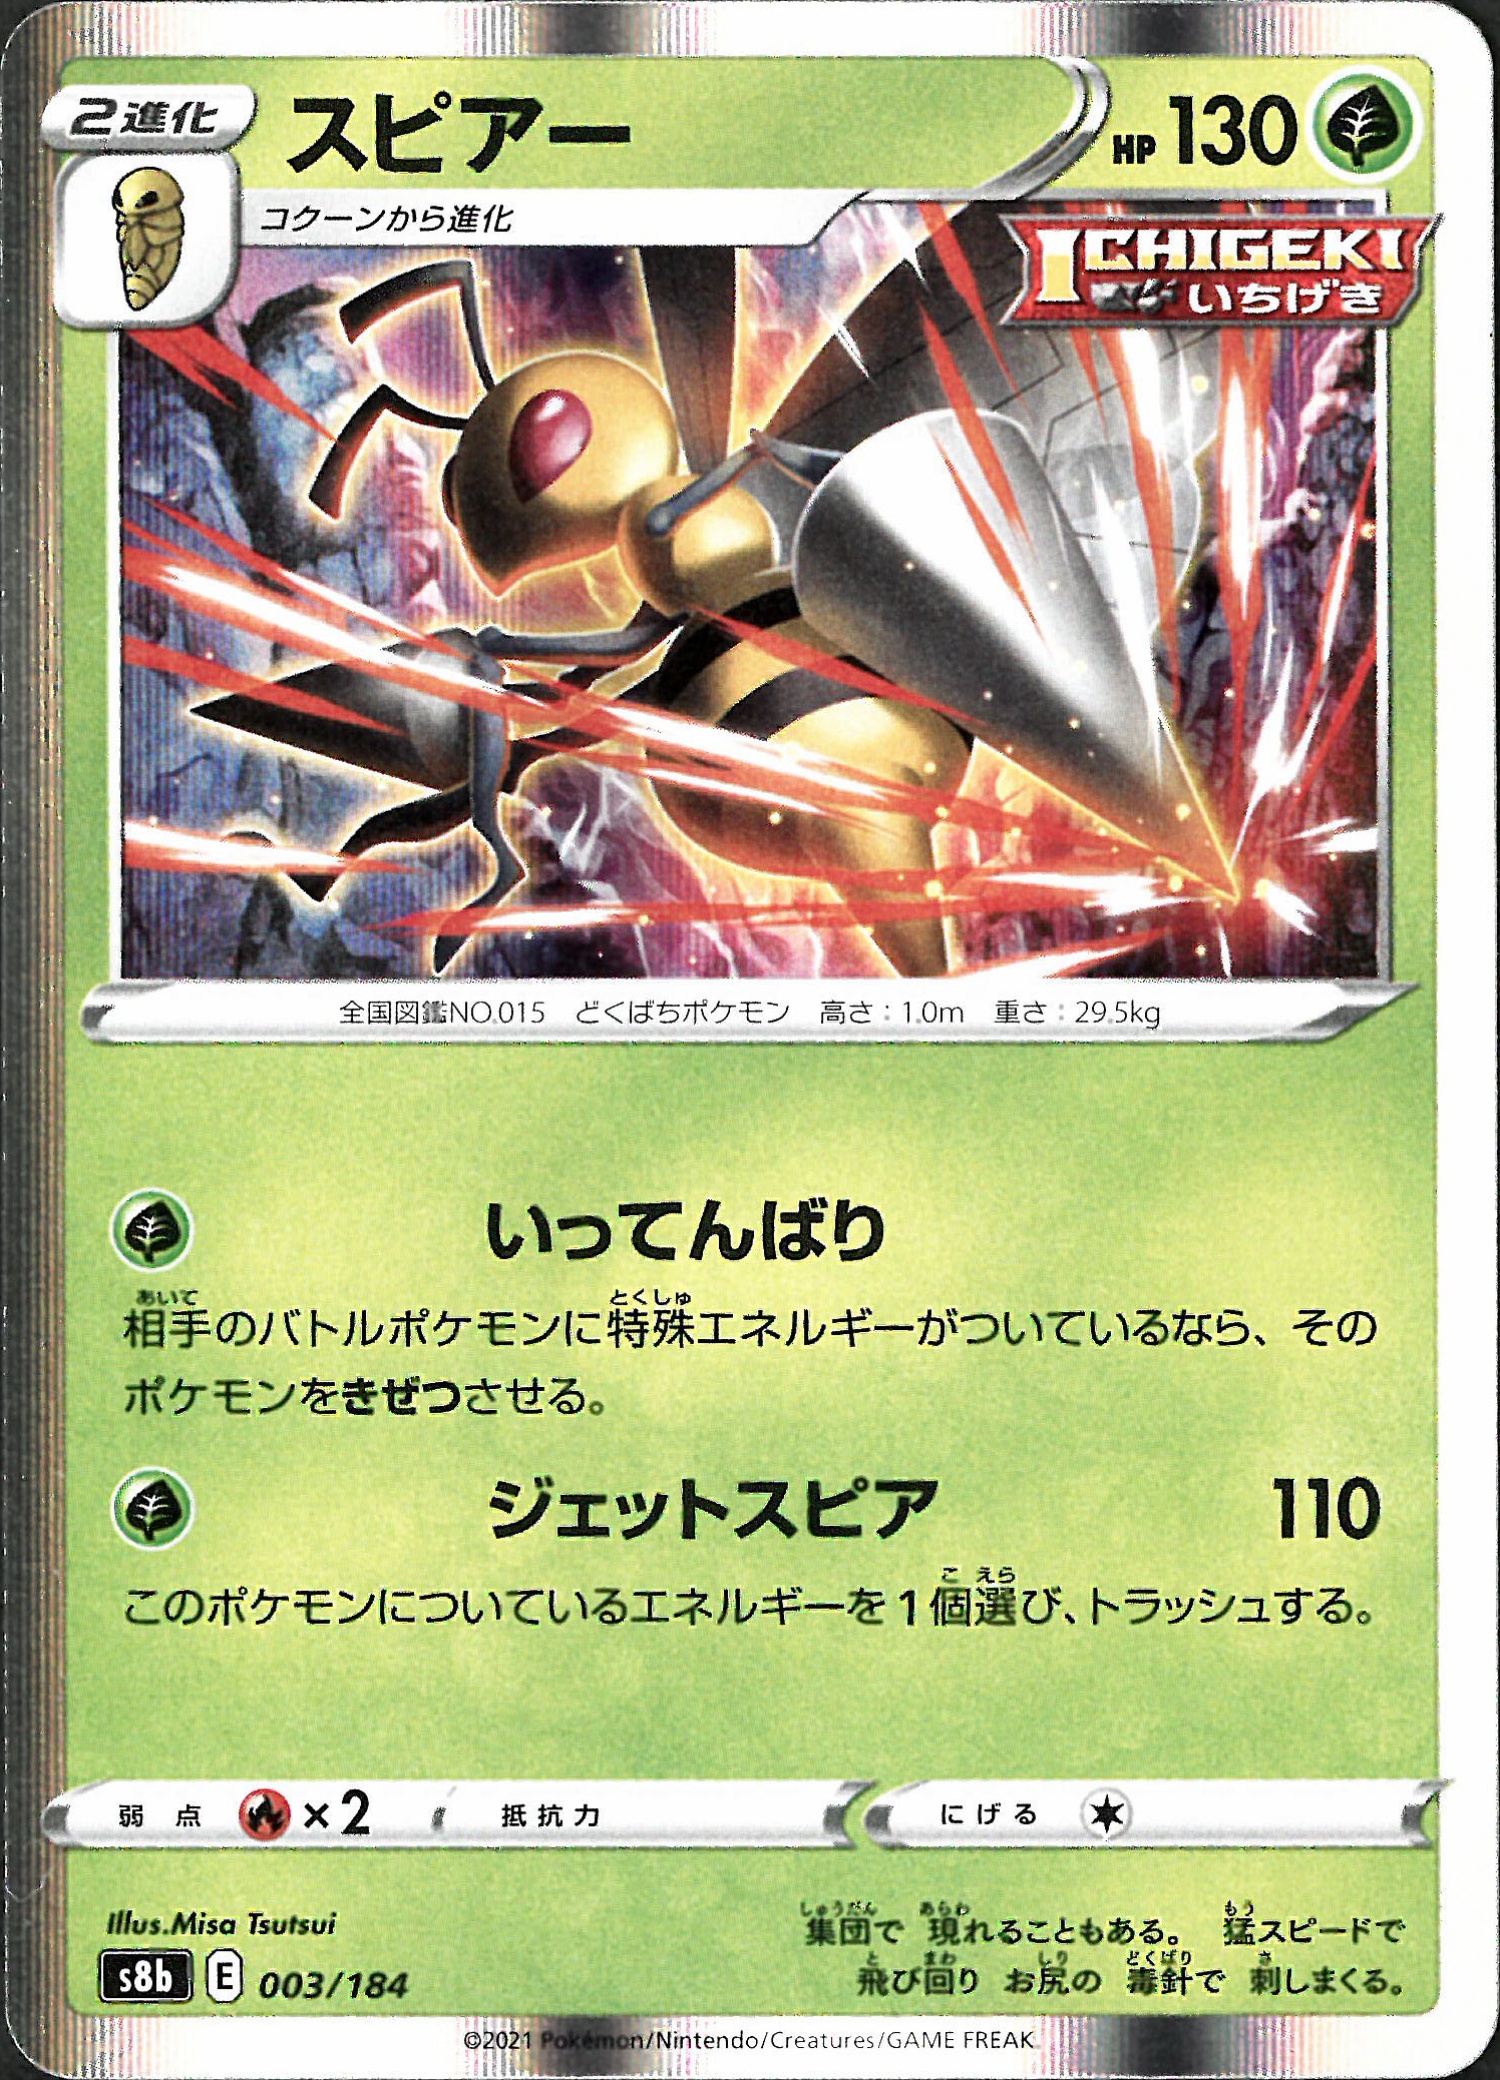 2進化
スピアー
HP 130
コクーンから進化
ICHIGEKI
いちげき
全国図鑑NO.015 どくばちポケモン 高さ：1.0m 重さ：29.5kg
いってんばり
あいて とくしゅ
相手のバトルポケモンに特殊エネルギーがついているなら、その
ポケモンをきぜつさせる。
ジェットスピア 110
こ えら
このポケモンについているエネルギーを1個選び、トラッシュする。
弱点 ×2 抵抗力 にげる
Illus.Misa Tsutsui
s8b E 003/184
しゅうだん あらわ もう
集団で 現れることもある。 猛スピードで
と まわ しり どくばり さ
飛び回り お尻の 毒針で 刺しまくる。
©2021 Pokémon/Nintendo/Creatures/GAME FREAK